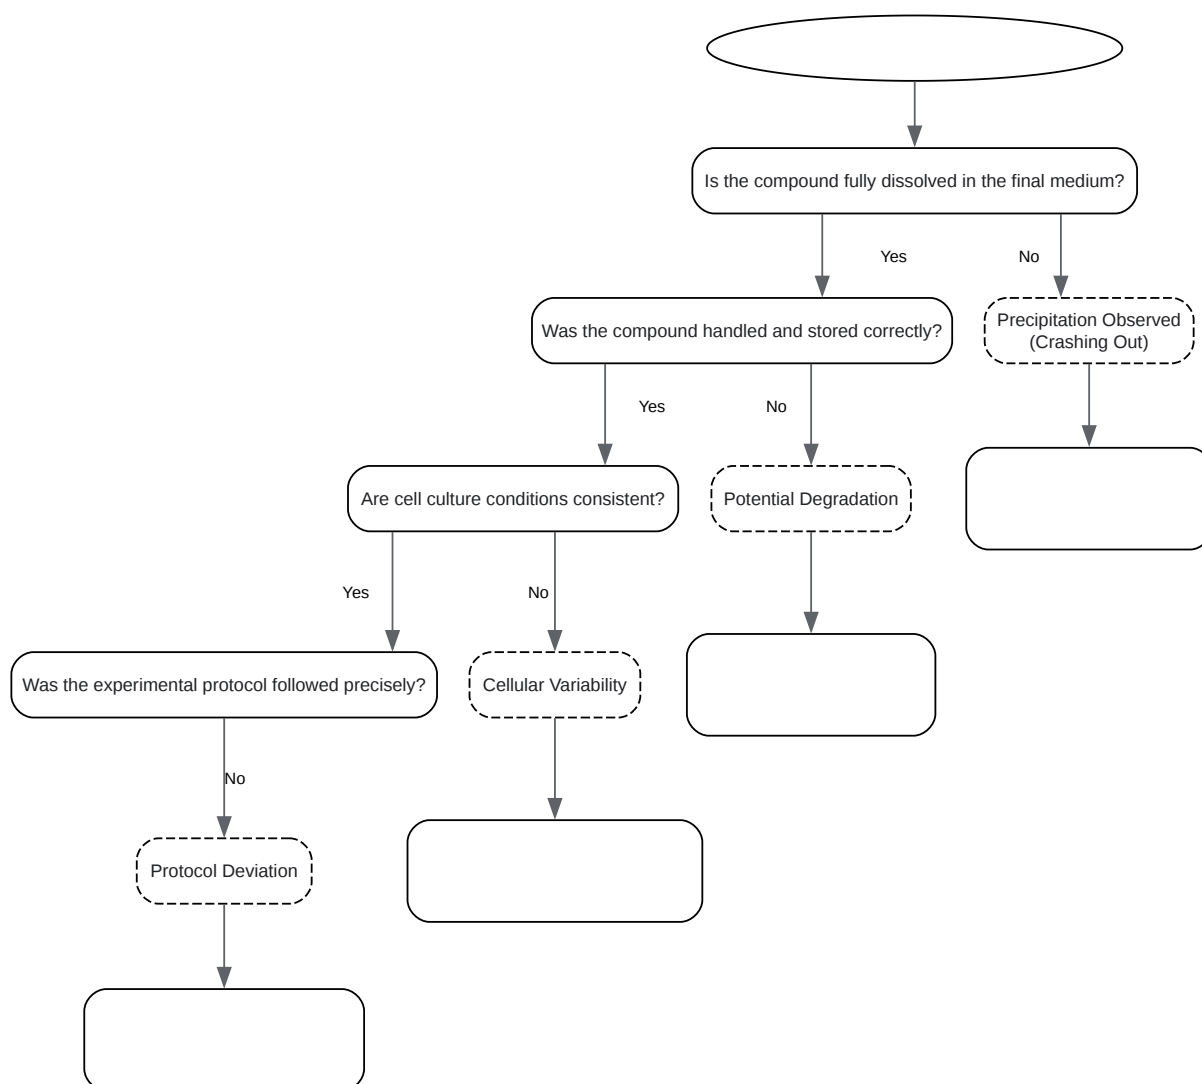 Is the compound fully dissolved in the final medium?
Yes
No
Was the compound handled and stored correctly?
Precipitation Observed
(Crashing Out)
Yes
No
Are cell culture conditions consistent?
Potential Degradation
Yes
No
Was the experimental protocol followed precisely?
Cellular Variability
No
Protocol Deviation